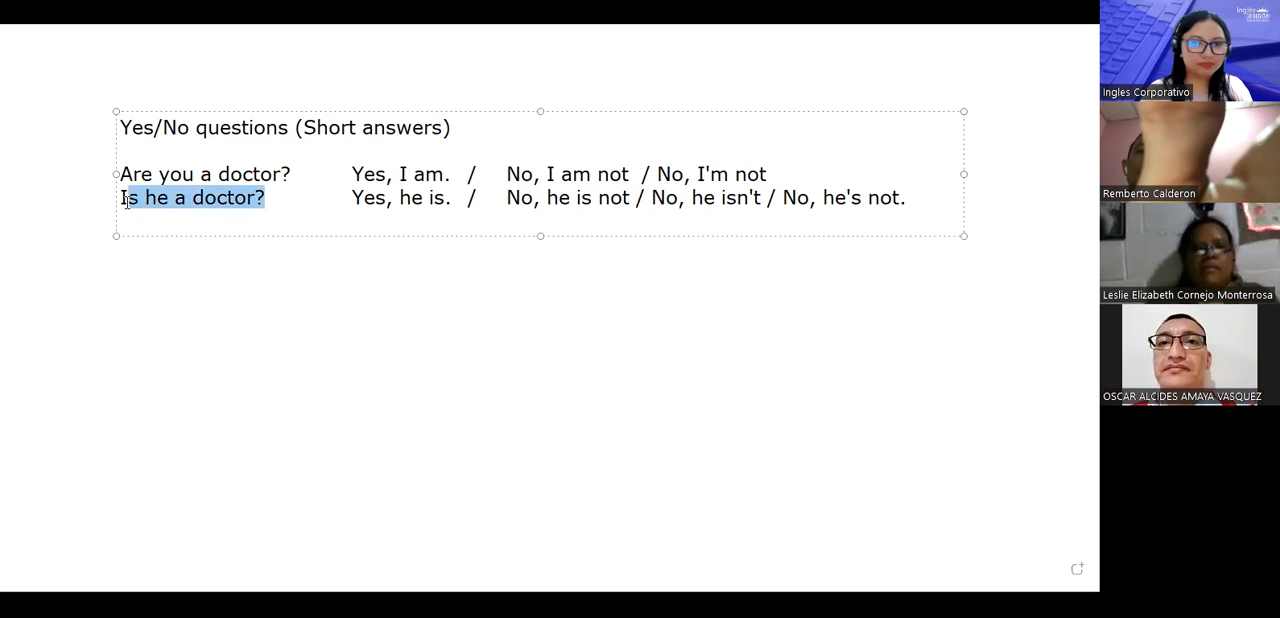 Yes/No questions (Short answers)
Are you a doctor? Yes, I am. / No, I am not / No, I'm not
Is he a doctor? Yes, he is. / No, he is not / No, he isn't / No, he's not.
Ingles Corporativo
Remberto Calderon
Leslie Elizabeth Cornejo Monterrosa
OSCAR ALCIDES AMAYA VASQUEZ